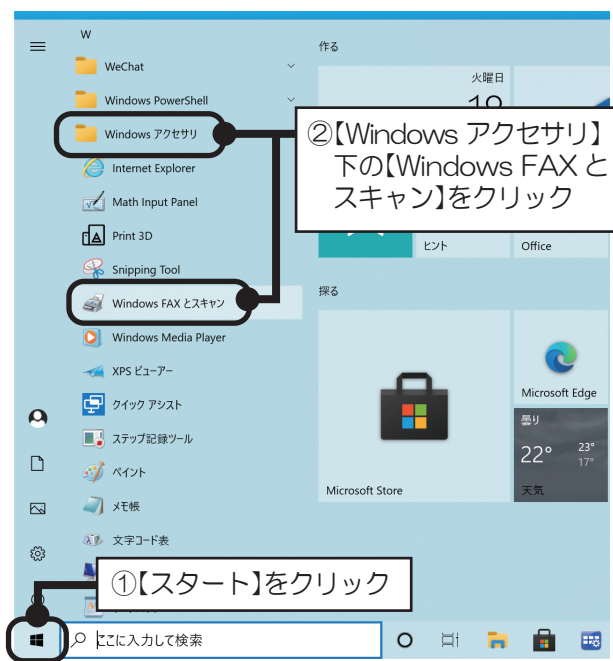 W
WeChat
Windows PowerShell
Windows アクセサリ
Internet Explorer
Math Input Panel
Print 3D
Snipping Tool
Windows FAX とスキャン
Windows Media Player
XPS ビューアー
クイック アシスト
ステップ記録ツール
ペイント
メモ帳
文字コード表
作る
火曜日
②【Windows アクセサリ】
下の【Windows FAX と
スキャン】をクリック
ヒント
Office
探る
Microsoft Store
Microsoft Edge
曇り
22°
23°
17°
天気
①【スタート】をクリック
ここに入力して検索